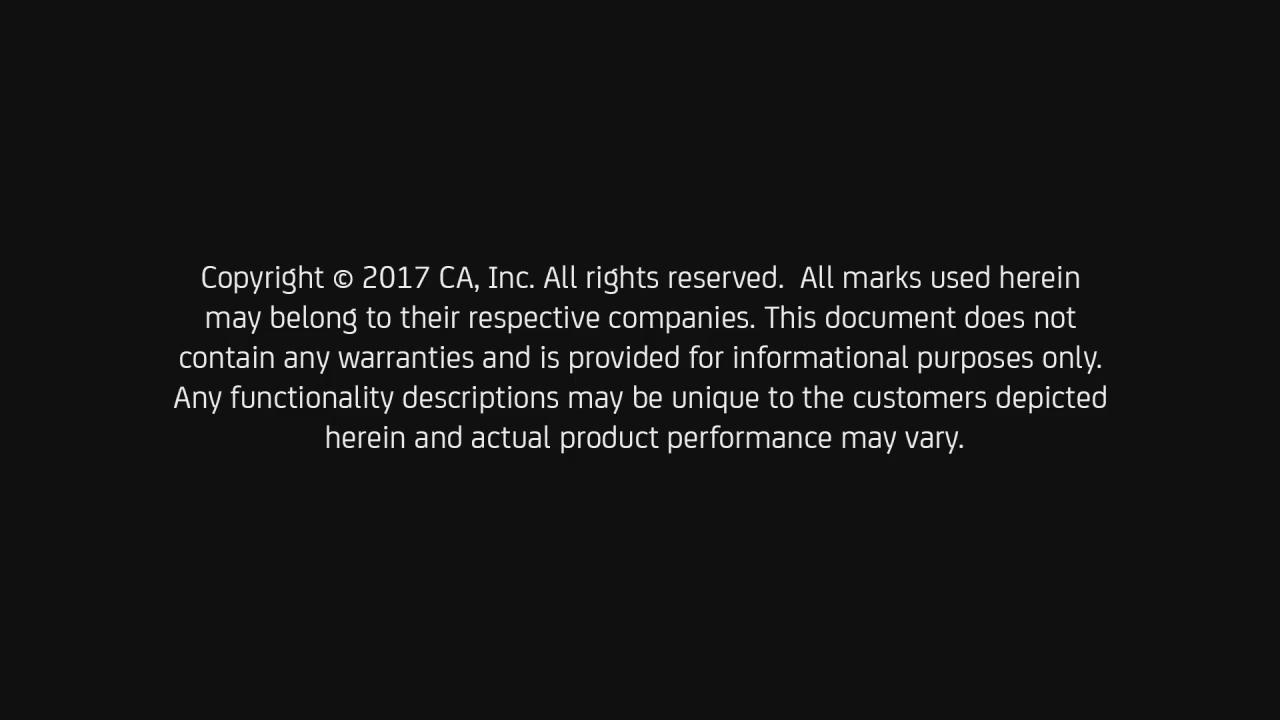 Copyright © 2017 CA, Inc. All rights reserved.  All marks used herein
may belong to their respective companies. This document does not
contain any warranties and is provided for informational purposes only.
Any functionality descriptions may be unique to the customers depicted
herein and actual product performance may vary.